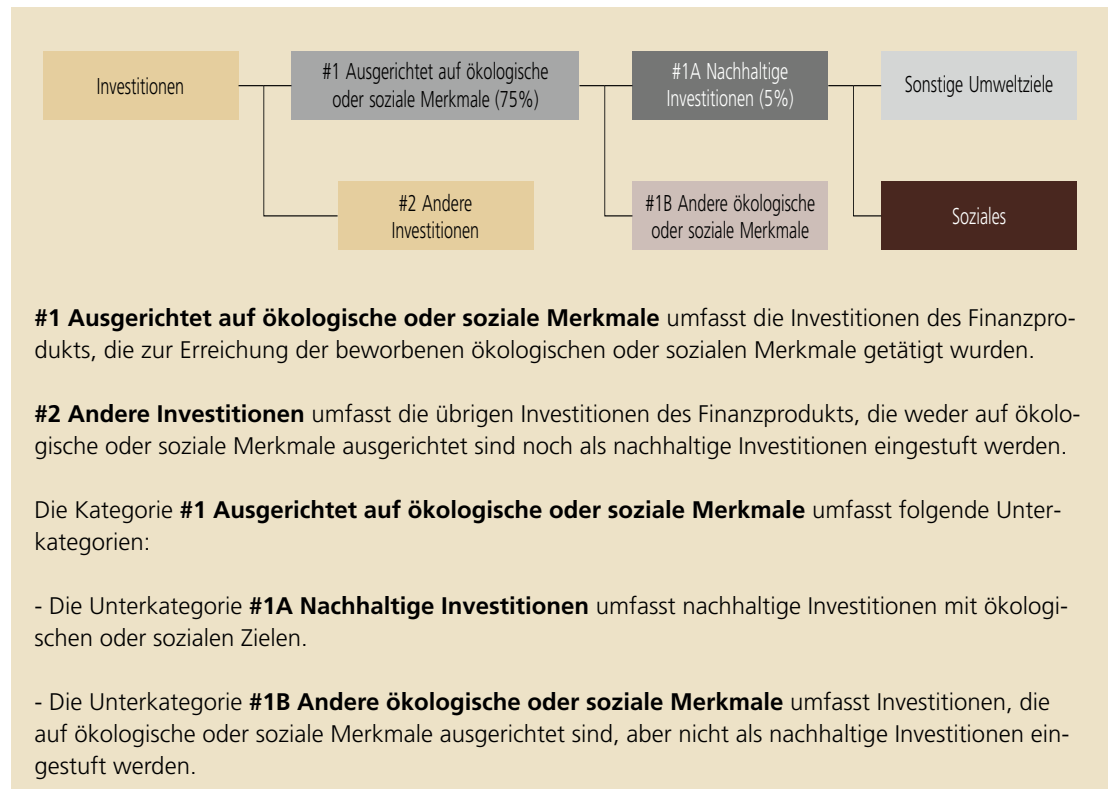 Investitionen
#1 Ausgerichtet auf ökologische
oder soziale Merkmale (75%)
#1A Nachhaltige
Investitionen (5%)
Sonstige Umweltziele
#2 Andere
Investitionen
#1B Andere ökologische
oder soziale Merkmale
Soziales
#1 Ausgerichtet auf ökologische oder soziale Merkmale umfasst die Investitionen des Finanzpro-
dukts, die zur Erreichung der beworbenen ökologischen oder sozialen Merkmale getätigt wurden.
#2 Andere Investitionen umfasst die übrigen Investitionen des Finanzprodukts, die weder auf ökolo-
gische oder soziale Merkmale ausgerichtet sind noch als nachhaltige Investitionen eingestuft werden.
Die Kategorie #1 Ausgerichtet auf ökologische oder soziale Merkmale umfasst folgende Unter-
kategorien:
- Die Unterkategorie #1A Nachhaltige Investitionen umfasst nachhaltige Investitionen mit ökologi-
schen oder sozialen Zielen.
- Die Unterkategorie #1B Andere ökologische oder soziale Merkmale umfasst Investitionen, die
auf ökologische oder soziale Merkmale ausgerichtet sind, aber nicht als nachhaltige Investitionen ein-
gestuft werden.